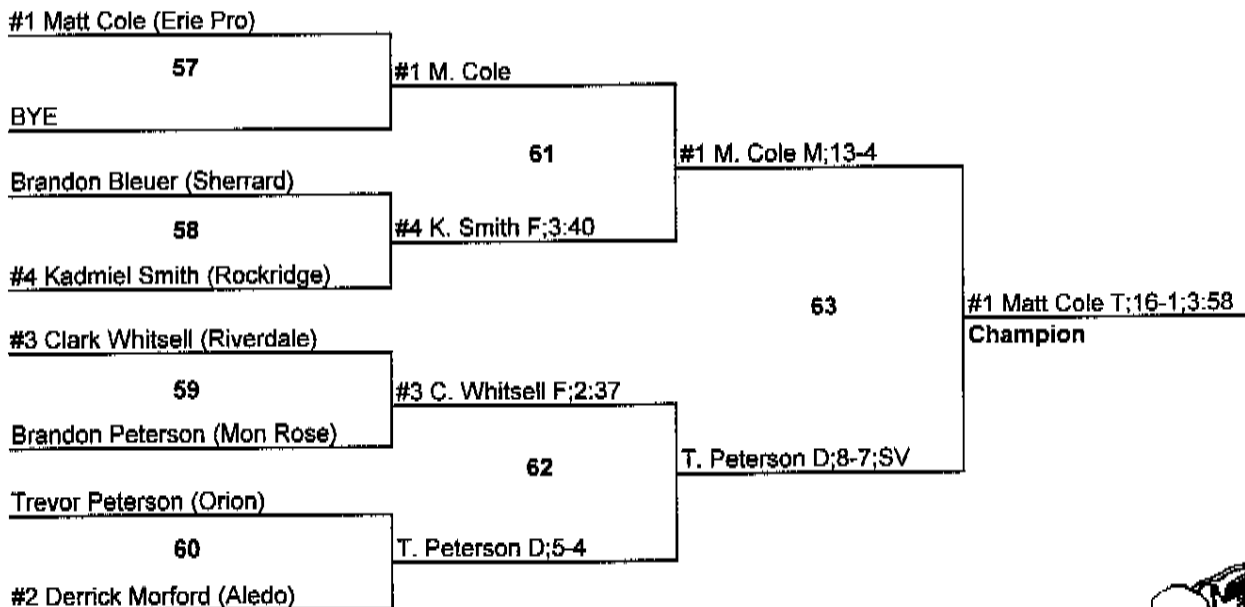 #1 Matt Cole (Erie Pro)
57
#1 M. Cole
BYE
61
#1 M. Cole M;13-4
Brandon Bleuer (Sherrard)
58
#4 K. Smith F;3:40
#4 Kadmiel Smith (Rockridge)
63
#1 Matt Cole T;16-1;3:58
Champion
#3 Clark Whitsell (Riverdale)
59
#3 C. Whitsell F;2:37
Brandon Peterson (Mon Rose)
62
T. Peterson D;8-7;SV
Trevor Peterson (Orion)
60
T. Peterson D;5-4
#2 Derrick Morford (Aledo)